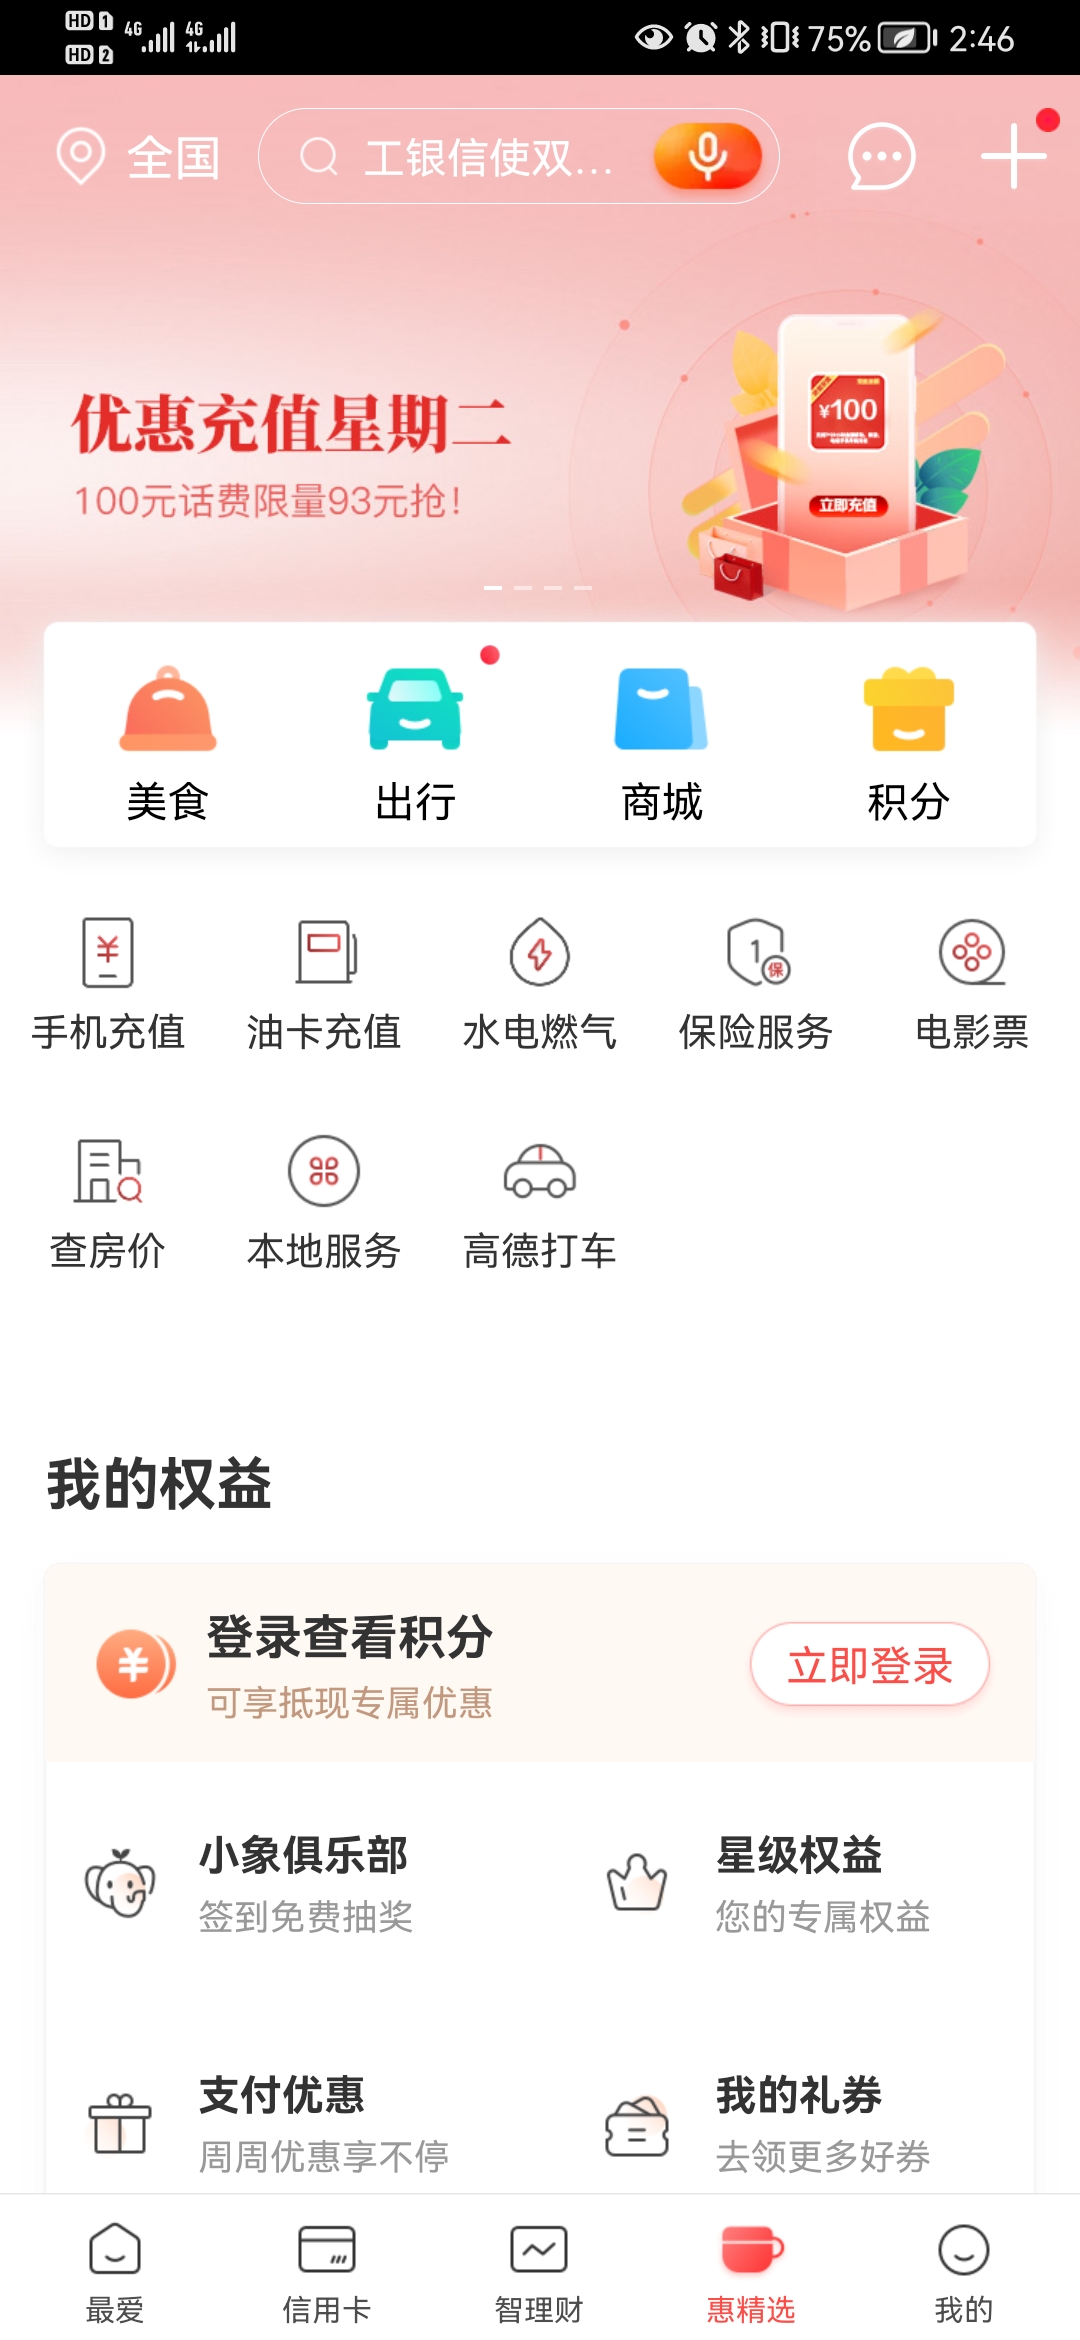 HD 1 4G 4G
HD 2
75% 2:46
全国
工银信使双...
优惠充值星期二
100元话费限量93元抢!
¥100
立即充值
美食 出行 商城 积分
手机充值 油卡充值 水电燃气 保险服务 电影票
查房价 本地服务 高德打车
我的权益
登录查看积分
可享抵现专属优惠
立即登录
小象俱乐部 星级权益
签到免费抽奖 您的专属权益
支付优惠 我的礼券
周周优惠享不停 去领更多好券
最爱 信用卡 智理财 惠精选 我的